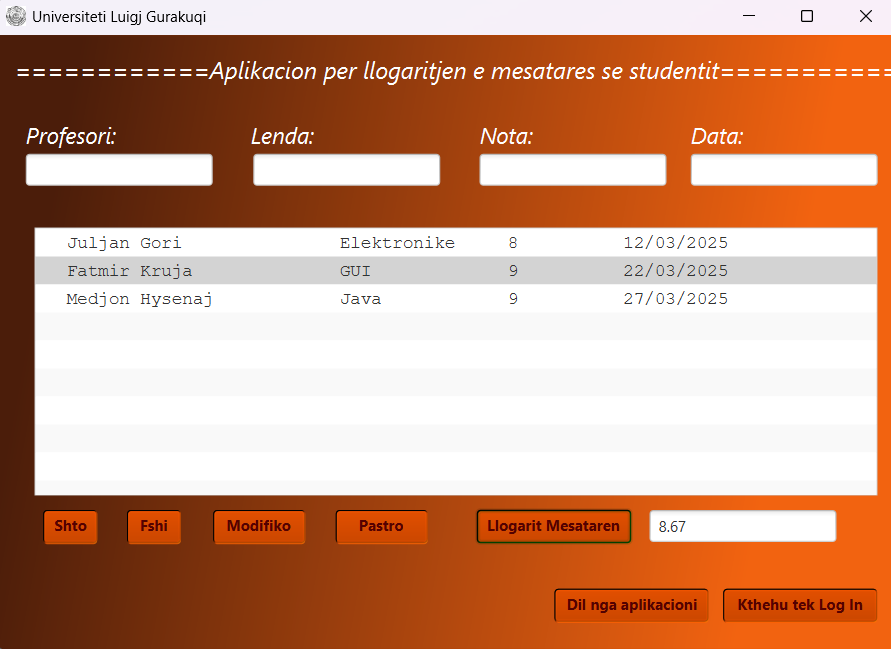 Universiteti Luigj Gurakuqi
============Aplikacion per llogaritjen e mesatares se studentit===========
Profesori: Lenda: Nota: Data:
Juljan Gori Elektronike 8 12/03/2025
Fatmir Kruja GUI 9 22/03/2025
Medjon Hysenaj Java 9 27/03/2025
Shto Fshi Modifiko Pastro Llogarit Mesataren 8.67
Dil nga aplikacioni Kthehu tek Log In